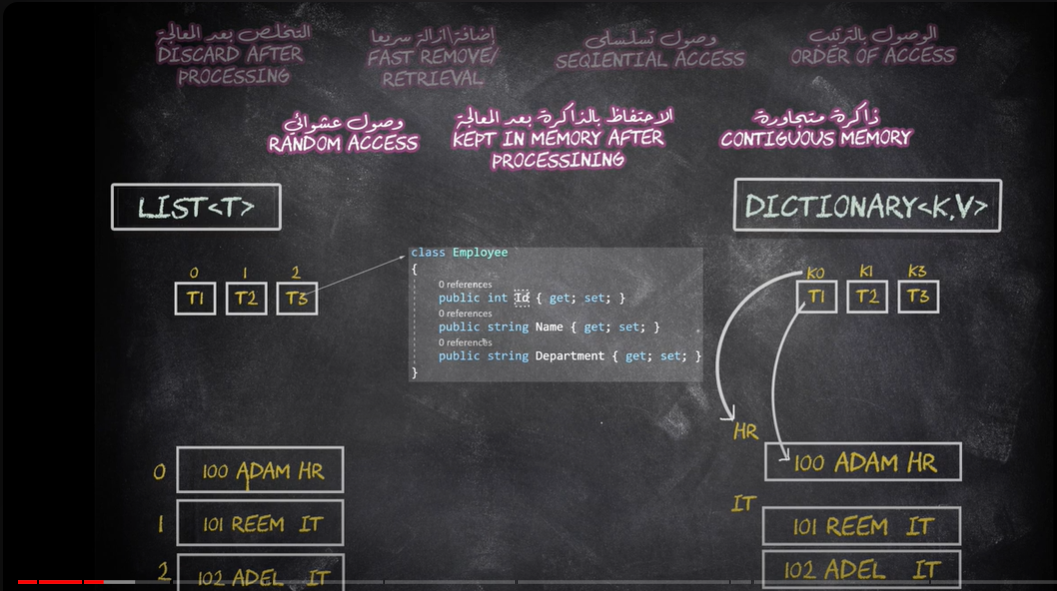 التخلص بعد المعالجة
DISCARD AFTER
PROCESSING
إضافة/إزالة سريعا
FAST REMOVE/
RETRIEVAL
وصول تسلسلي
SEQIENTIAL ACCESS
الوصول بالترتيب
ORDER OF ACCESS
وصول عشوائي
RANDOM ACCESS
الاحتفاظ بالذاكرة بعد المعالجة
KEPT IN MEMORY AFTER
PROCESSINING
ذاكرة متجاورة
CONTIGUOUS MEMORY
LIST<T>
DICTIONARY<K,V>
0 1 2
T1 T2 T3
class Employee
{
0 references
public int Id { get; set; }
0 references
public string Name { get; set; }
0 references
public string Department { get; set; }
}
K0 K1 K3
T1 T2 T3
0 100 ADAM HR
1 101 REEM IT
2 102 ADEL IT
HR
100 ADAM HR
IT
101 REEM IT
102 ADEL IT